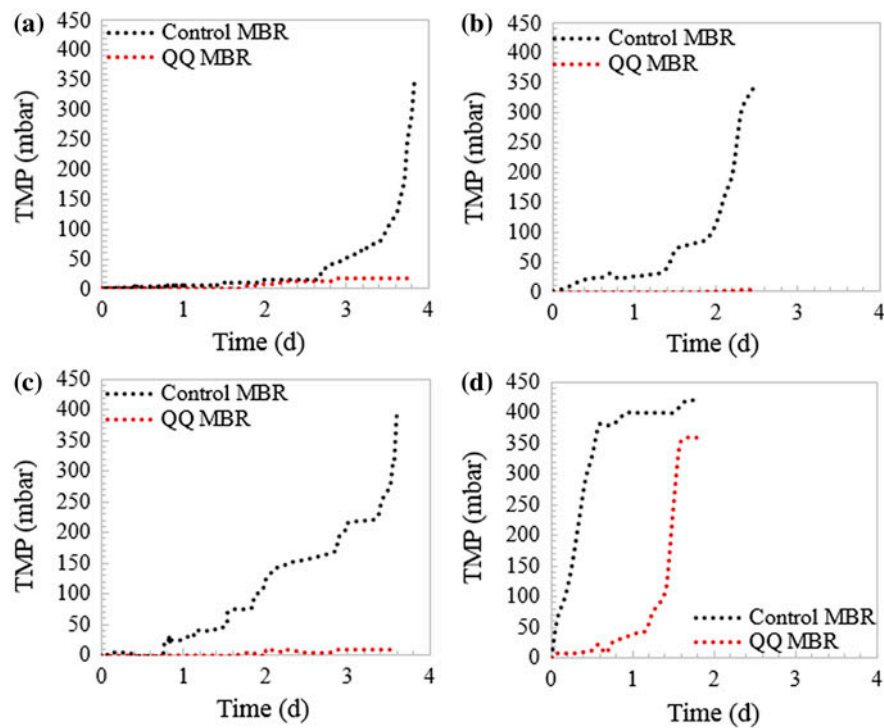 (a)
450
400
350
300
250
200
150
100
50
0
TMP (mbar)
Control MBR
QQ MBR
0 1 2 3 4
Time (d)
(b)
450
400
350
300
250
200
150
100
50
0
TMP (mbar)
Control MBR
QQ MBR
0 1 2 3 4
Time (d)
(c)
450
400
350
300
250
200
150
100
50
0
TMP (mbar)
Control MBR
QQ MBR
0 1 2 3 4
Time (d)
(d)
450
400
350
300
250
200
150
100
50
0
TMP (mbar)
Control MBR
QQ MBR
0 1 2 3 4
Time (d)